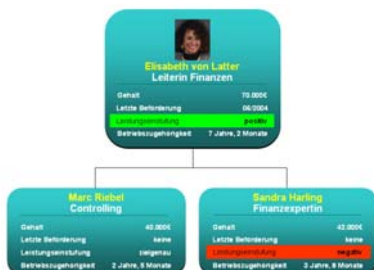 Elisabeth von Latter
Leiterin Finanzen
Gehalt 70.000€
Letzte Beförderung 06/2004
Leistungseinstufung positiv
Betriebszugehörigkeit 7 Jahre, 2 Monate
Marc Riebel
Controlling
Gehalt 40.000€
Letzte Beförderung keine
Leistungseinstufung zielgenau
Betriebszugehörigkeit 2 Jahre, 5 Monate
Sandra Harling
Finanzexpertin
Gehalt 42.000€
Letzte Beförderung keine
Leistungseinstufung negativ
Betriebszugehörigkeit 3 Jahre, 8 Monate